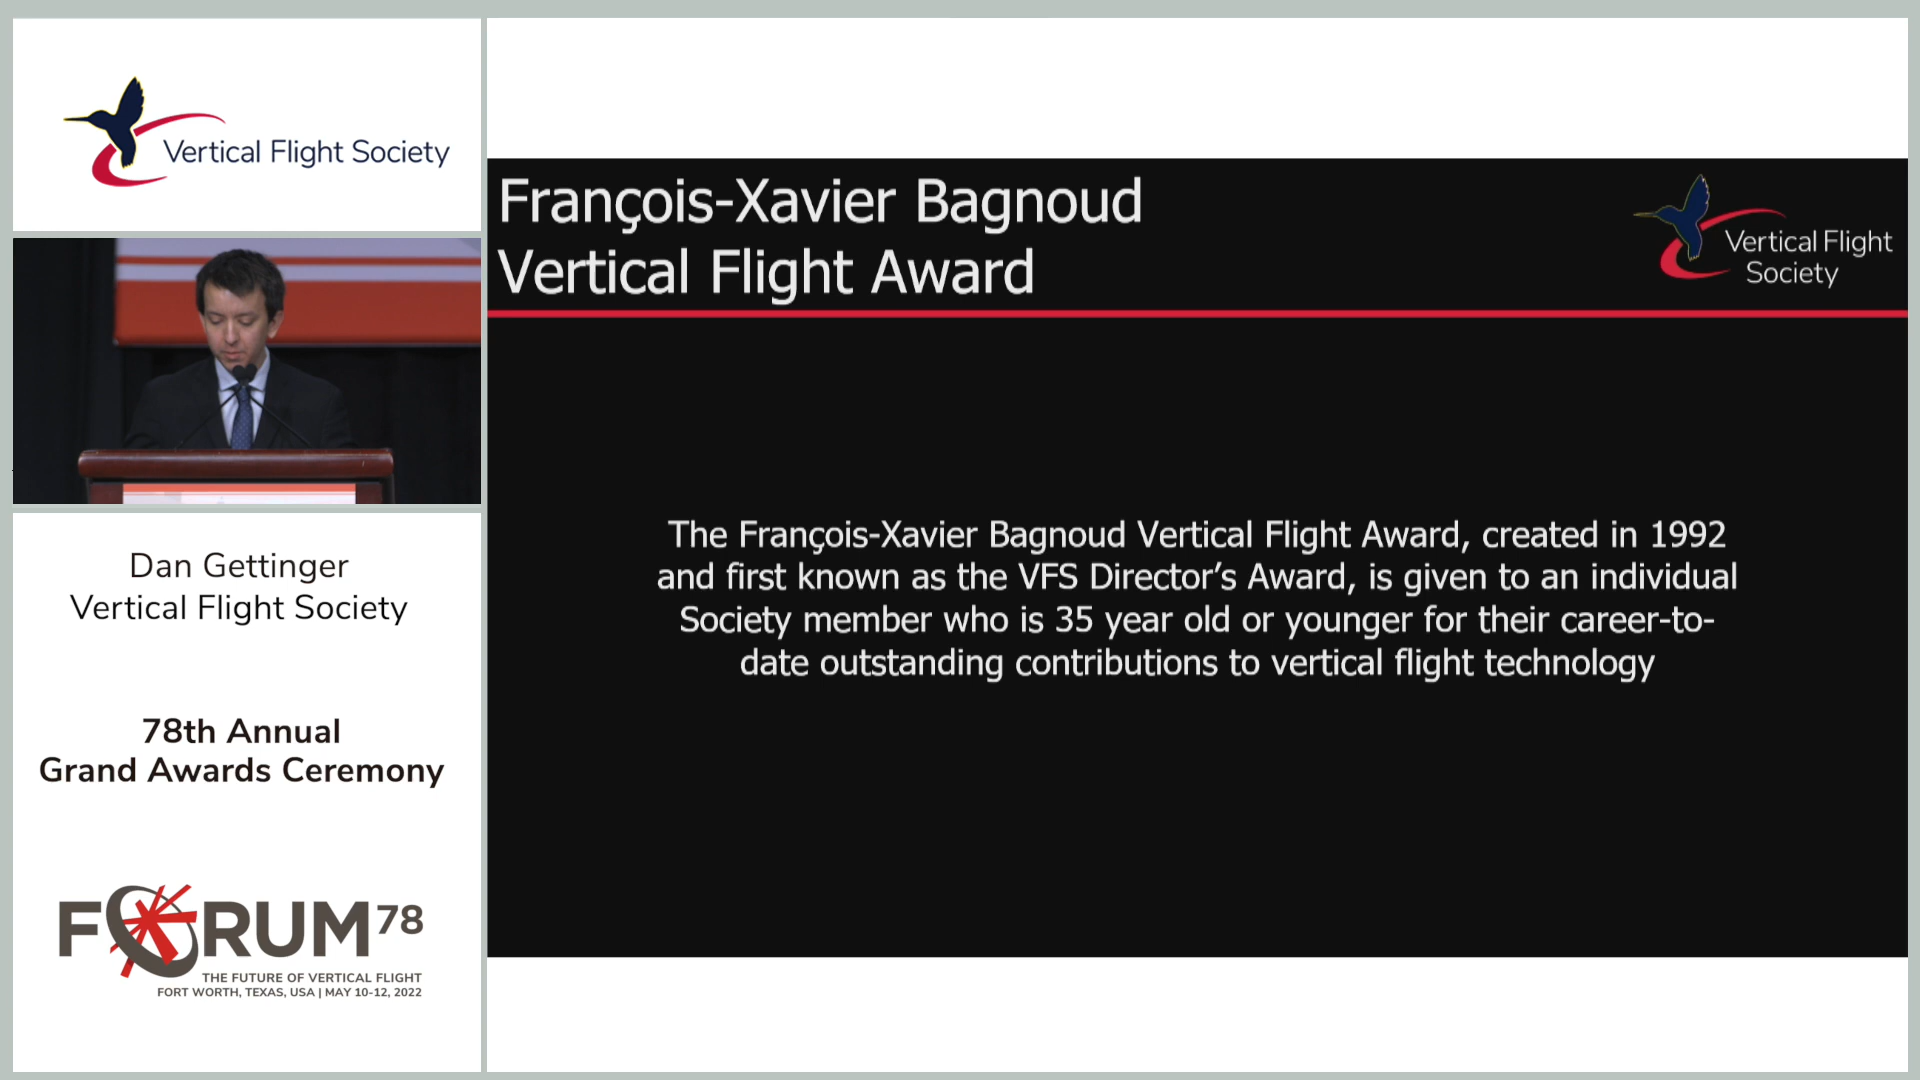 Vertical Flight Society
Dan Gettinger
Vertical Flight Society
78th Annual
Grand Awards Ceremony
FORUM 78
THE FUTURE OF VERTICAL FLIGHT
FORT WORTH, TEXAS, USA | MAY 10-12, 2022
François-Xavier Bagnoud
Vertical Flight Award
Vertical Flight
Society
The François-Xavier Bagnoud Vertical Flight Award, created in 1992
and first known as the VFS Director’s Award, is given to an individual
Society member who is 35 year old or younger for their career-to-
date outstanding contributions to vertical flight technology